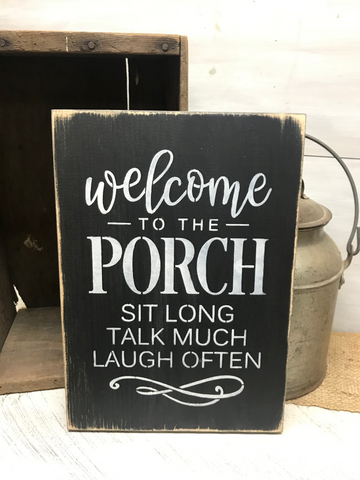 welcome
TO THE
PORCH
SIT LONG
TALK MUCH
LAUGH OFTEN